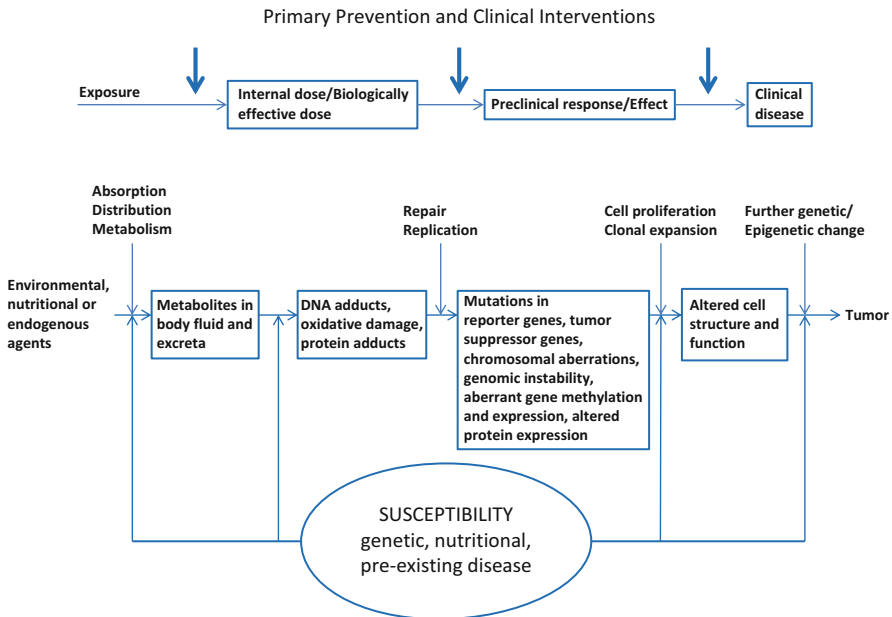 Primary Prevention and Clinical Interventions
Exposure
Internal dose/Biologically
effective dose
Preclinical response/Effect
Clinical
disease
Absorption
Distribution
Metabolism
Repair
Replication
Cell proliferation
Clonal expansion
Further genetic/
Epigenetic change
Environmental,
nutritional or
endogenous
agents
Metabolites in
body fluid and
excreta
DNA adducts,
oxidative damage,
protein adducts
Mutations in
reporter genes, tumor
suppressor genes,
chromosomal aberrations,
genomic instability,
aberrant gene methylation
and expression, altered
protein expression
Altered cell
structure and
function
Tumor
SUSCEPTIBILITY
genetic, nutritional,
pre-existing disease